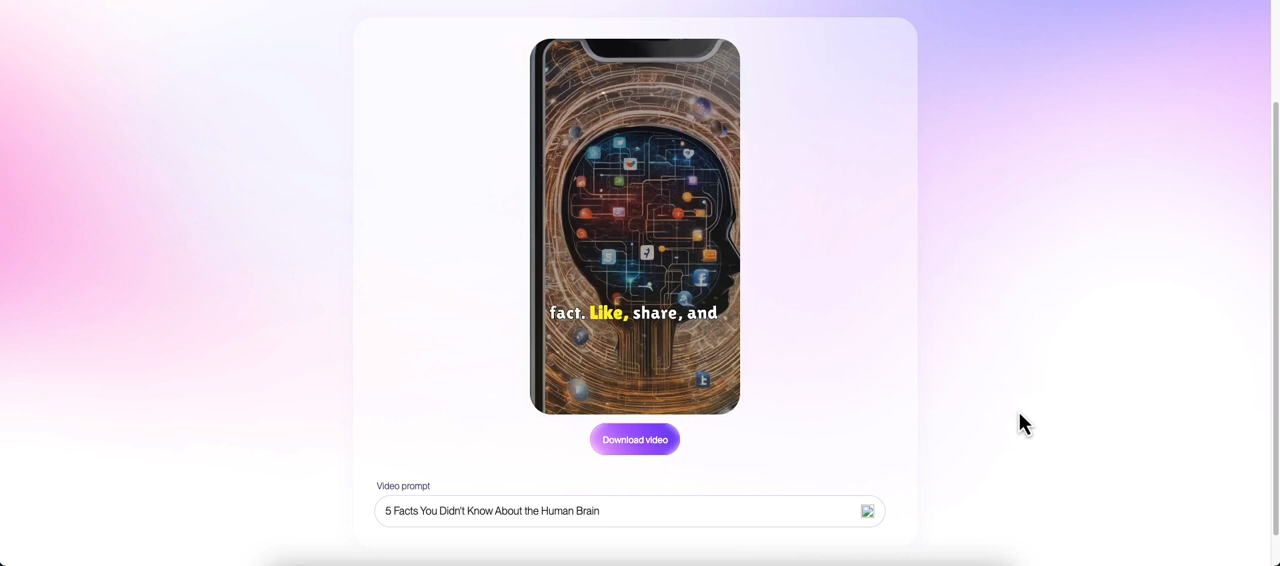 fact. Like, share, and
Download video
Video prompt
5 Facts You Didn't Know About the Human Brain